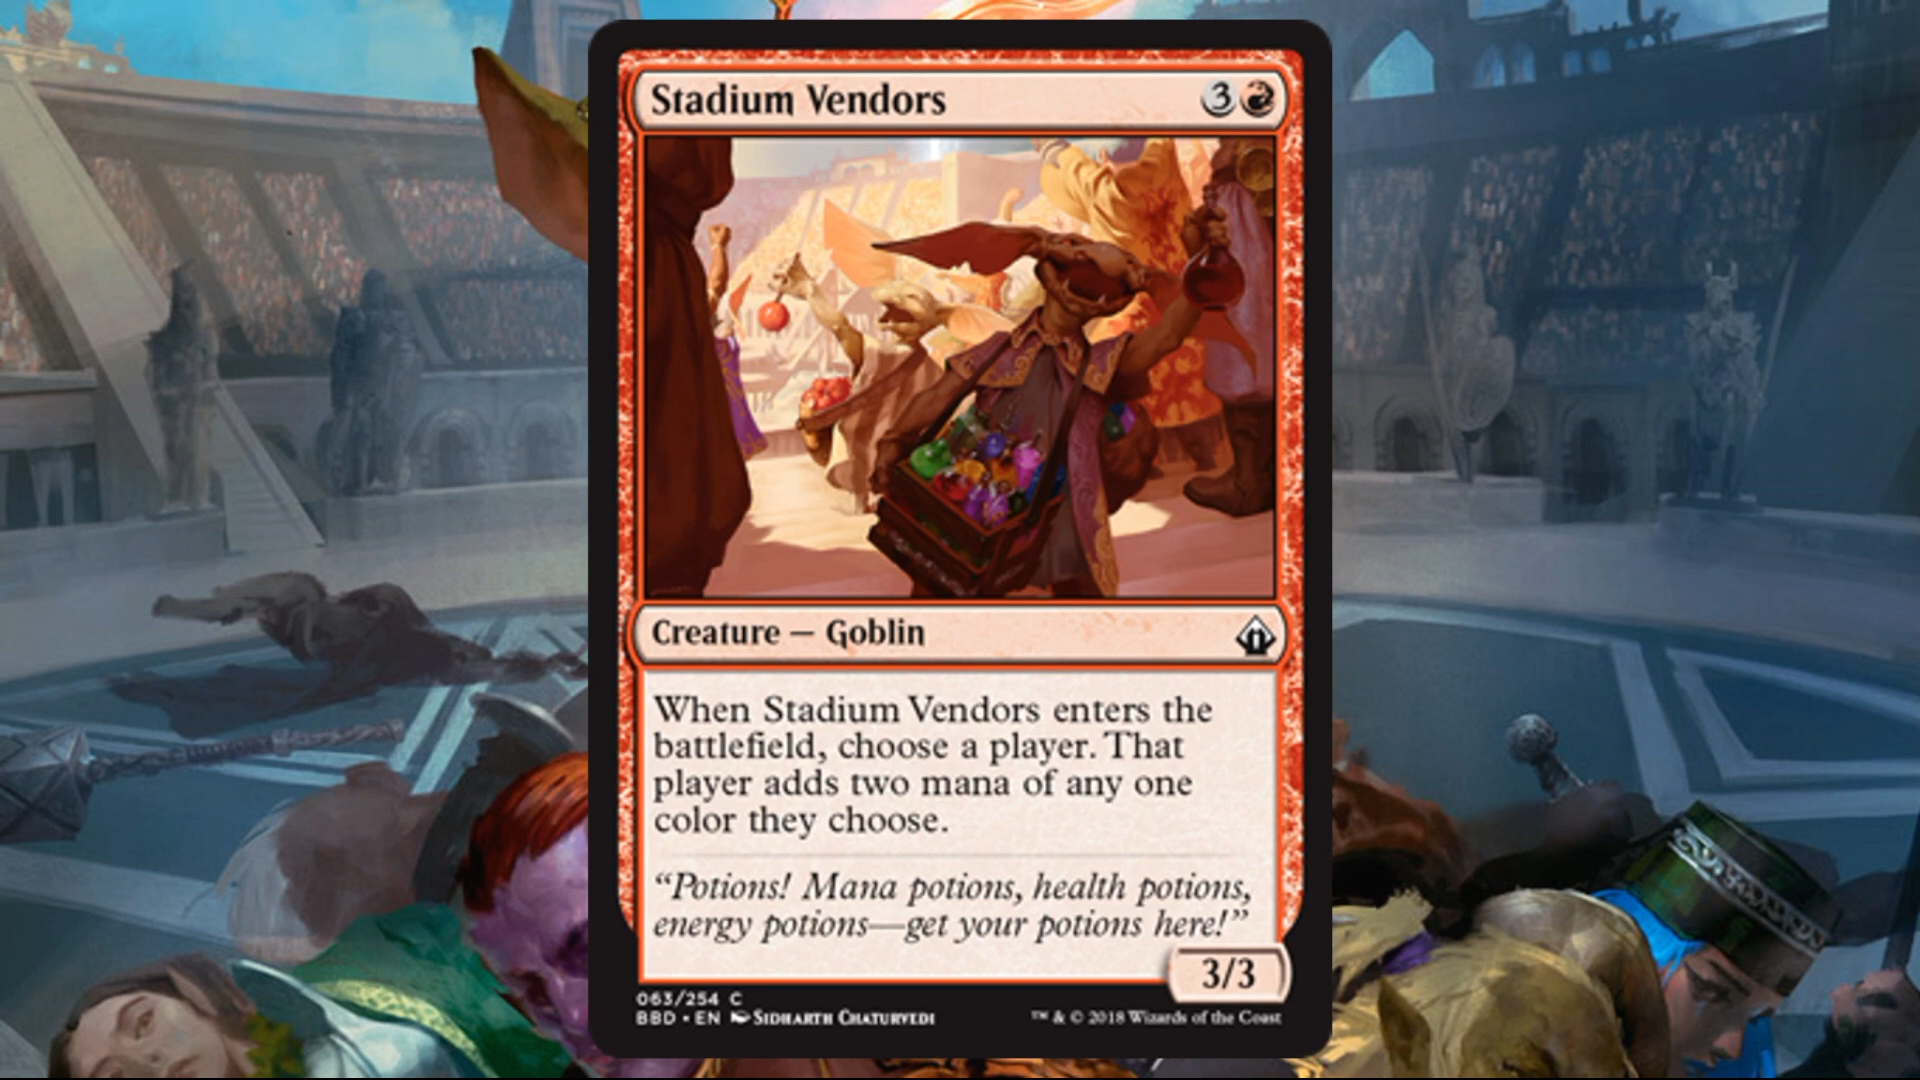 Stadium Vendors 3
Creature — Goblin
When Stadium Vendors enters the
battlefield, choose a player. That
player adds two mana of any one
color they choose.
“Potions! Mana potions, health potions,
energy potions—get your potions here!”
3/3
063/254 C
BBD • EN Sidharth Chaturvedi
™ & © 2018 Wizards of the Coast